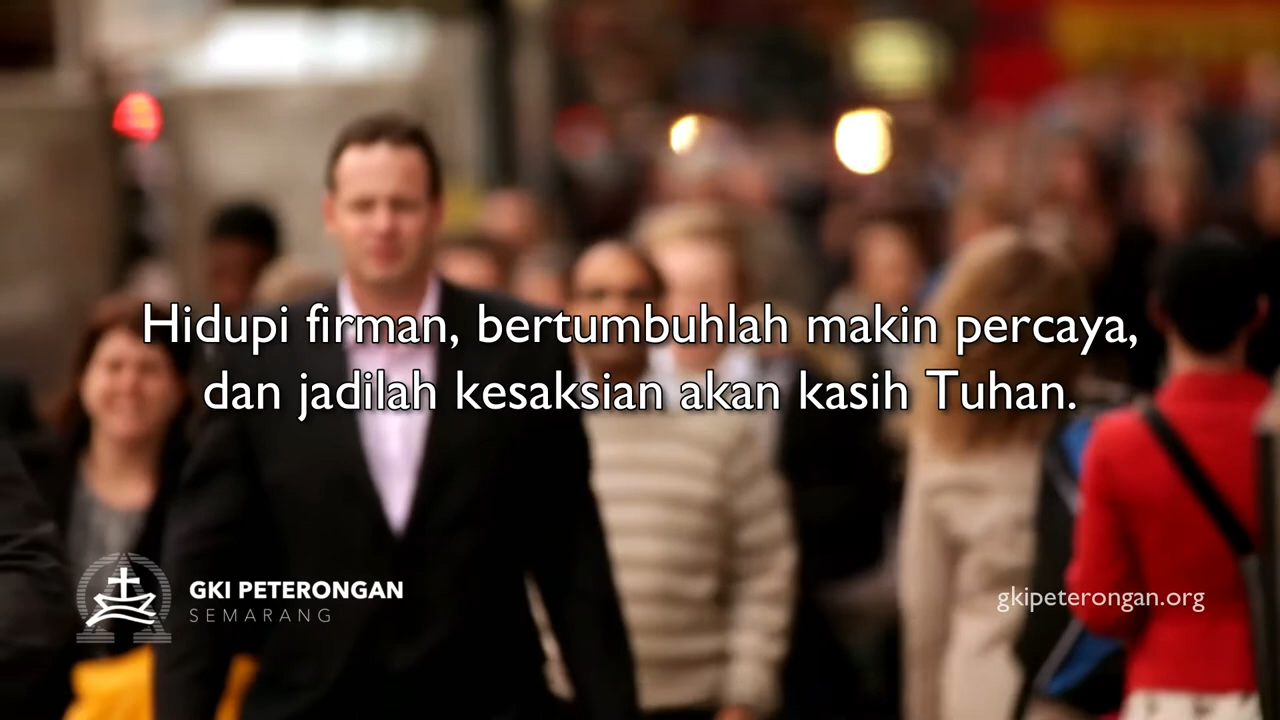 Hidupi firman, bertumbuhlah makin percaya,
dan jadilah kesaksian akan kasih Tuhan.
GKI PETERONGAN
SEMARANG
gkipeterongan.org